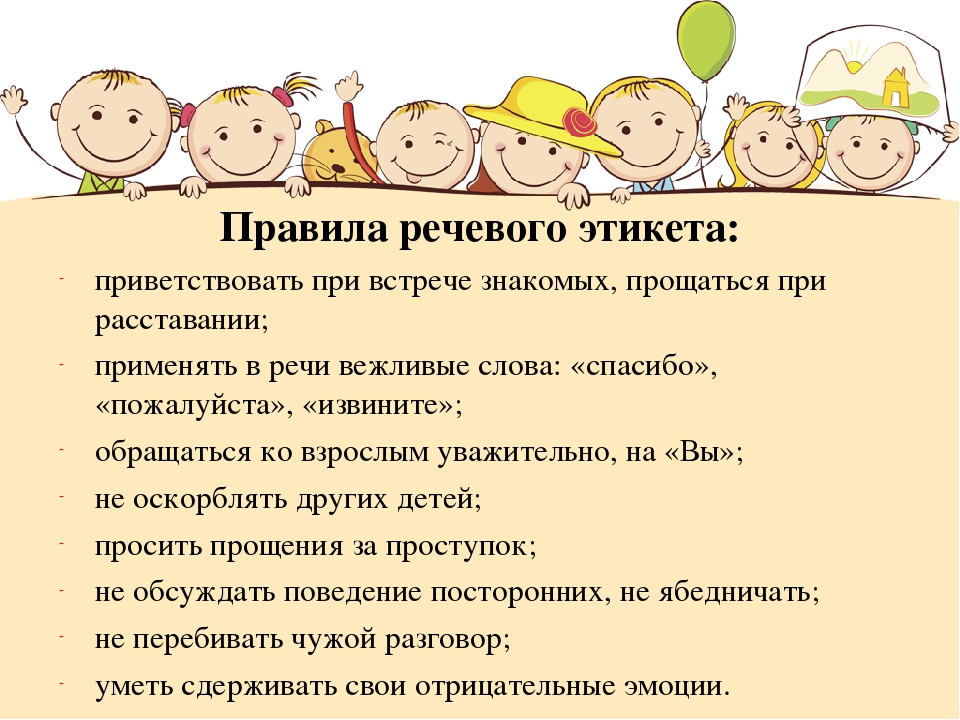 Правила речевого этикета:
- приветствовать при встрече знакомых, прощаться при
расставании;
- применять в речи вежливые слова: «спасибо»,
«пожалуйста», «извините»;
- обращаться ко взрослым уважительно, на «Вы»;
- не оскорблять других детей;
- просить прощения за проступок;
- не обсуждать поведение посторонних, не ябедничать;
- не перебивать чужой разговор;
- уметь сдерживать свои отрицательные эмоции.